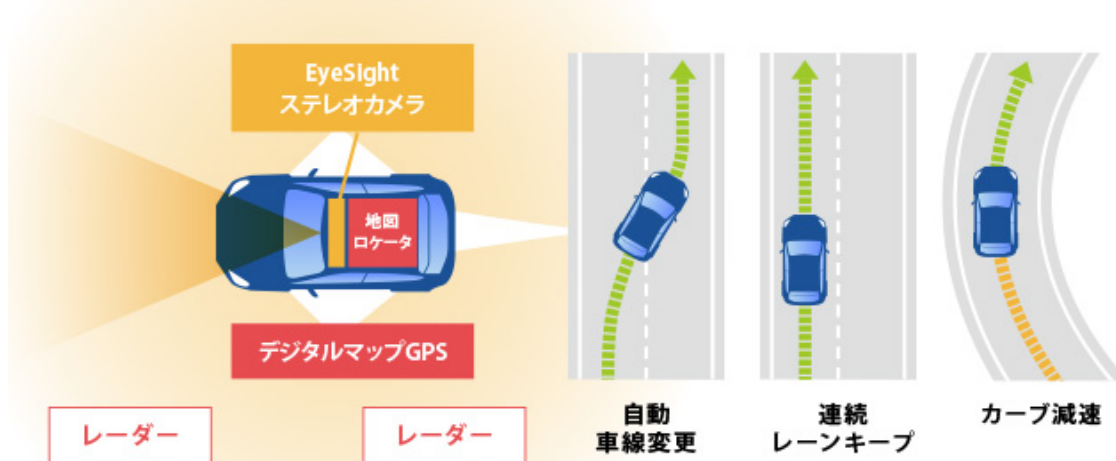 EyeSight
ステレオカメラ
地図
ロケータ
デジタルマップGPS
レーダー
レーダー
自動
車線変更
連続
レーンキープ
カーブ減速